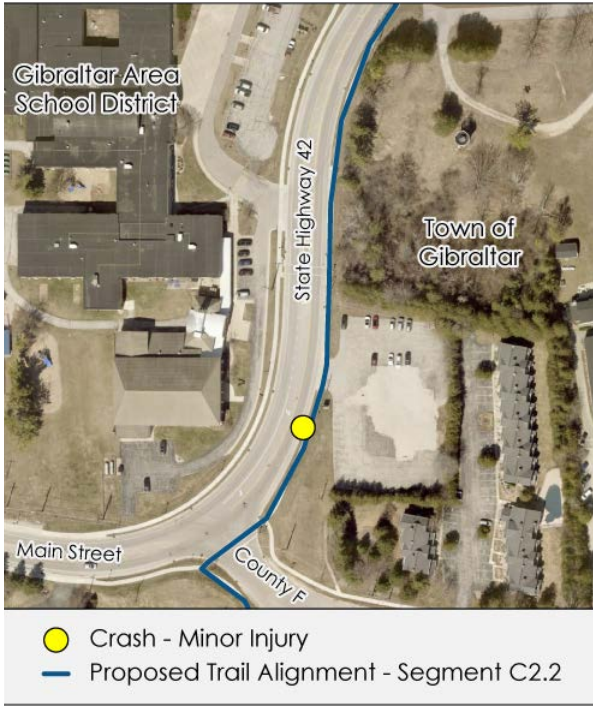 Gibraltar Area
School District
State Highway 42
Town of
Gibraltar
Main Street
County F
Crash - Minor Injury
Proposed Trail Alignment - Segment C2.2